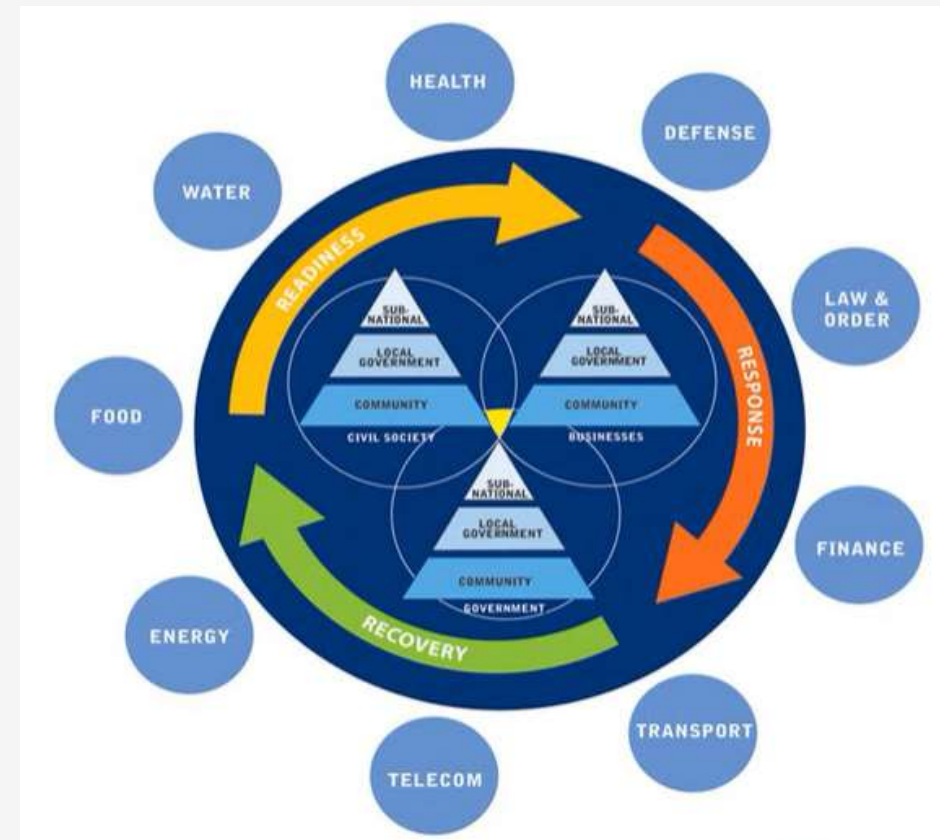 HEALTH
DEFENSE
WATER
LAW &
ORDER
FOOD
FINANCE
ENERGY
TRANSPORT
TELECOM
READINESS
RESPONSE
RECOVERY
SUB-
NATIONAL
LOCAL
GOVERNMENT
COMMUNITY
CIVIL SOCIETY
SUB-
NATIONAL
LOCAL
GOVERNMENT
COMMUNITY
BUSINESSES
SUB-
NATIONAL
LOCAL
GOVERNMENT
COMMUNITY
GOVERNMENT